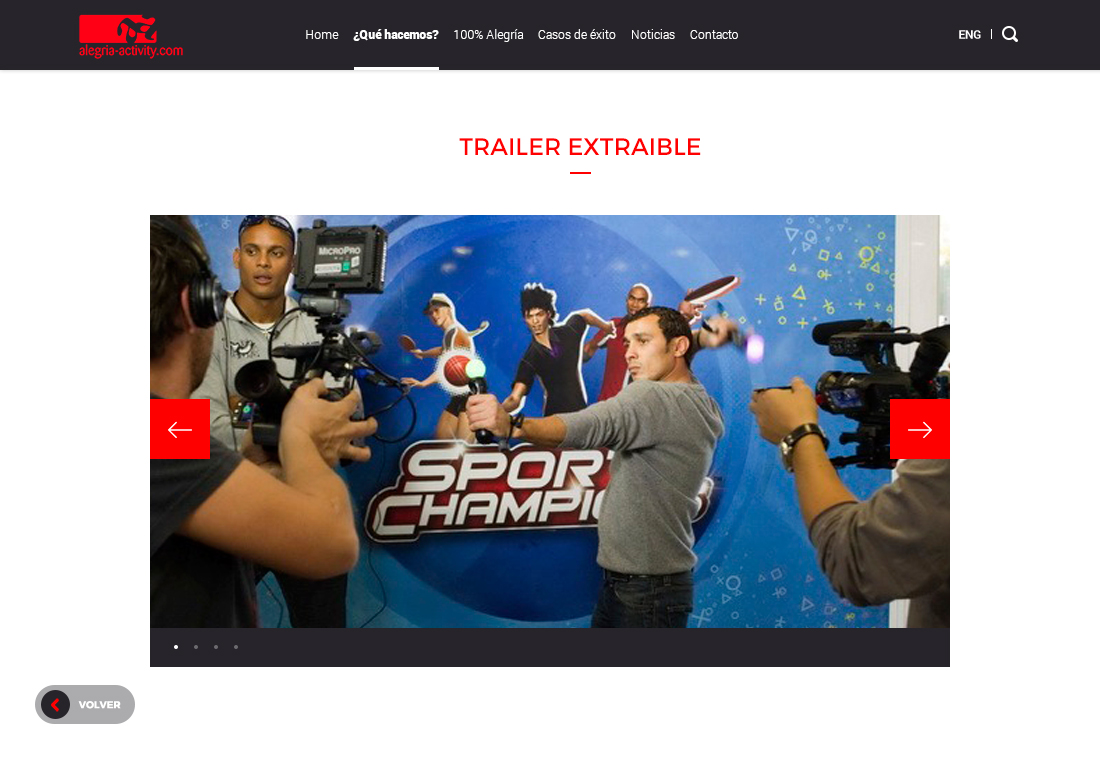 alegria-activity.com
Home ¿Qué hacemos? 100% Alegría Casos de éxito Noticias Contacto
ENG
TRAILER EXTRAIBLE
MICROPRO
SPORT
CHAMPIO
VOLVER